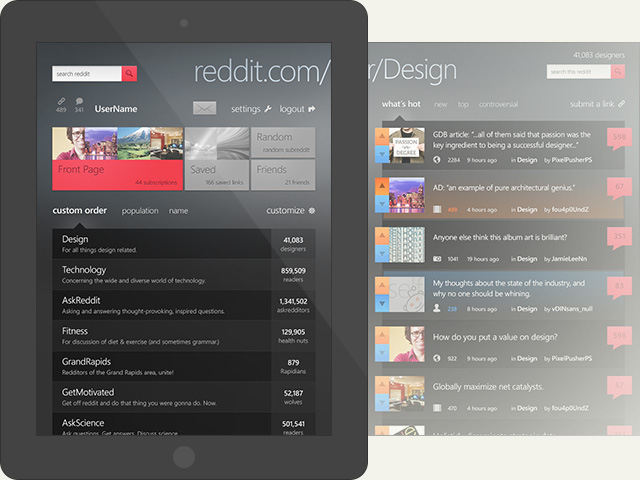 search reddit
reddit.com/
489
341
UserName
settings
logout
Front Page
44 subscriptions
Saved
166 saved links
Random
random subreddit
Friends
21 friends
custom order
population
name
customize
Design
For all things design related.
41,083
designers
Technology
Concerning the wide and diverse world of technology.
859,509
readers
AskReddit
Asking and answering thought-provoking, inspired questions.
1,341,502
askredditors
Fitness
For discussion of diet & exercise (and sometimes grammar.)
129,905
health nuts
GrandRapids
Redditors of the Grand Rapids area, unite!
879
Rapidians
GetMotivated
Get off reddit and do that thing you were gonna do. Now.
52,187
wolves
AskScience
Ask questions. Get answers. Discuss science.
501,541
readers
41,083 designers
r/Design
search this reddit
what's hot
new
top
controversial
submit a link
PASSION
DEGREE
GDB article: "...all of them said that passion was the
key ingredient to being a successful designer..."
2284
9 hours ago
in Design
by PixelPusherPS
598
AD: "an example of pure architectural genius."
489
4 hours ago
in Design
by fou4p0UndZ
67
Anyone else think this album art is brilliant?
1041
19 hours ago
in Design
by JamieLeeNn
351
My thoughts about the state of the industry, and
why no one should be whining.
238
8 hours ago
in Design
by vDINsans_null
How do you put a value on design?
922
9 hours ago
in Design
by PixelPusherPS
Globally maximize net catalysts.
470
4 hours ago
in Design
by fou4p0UndZ